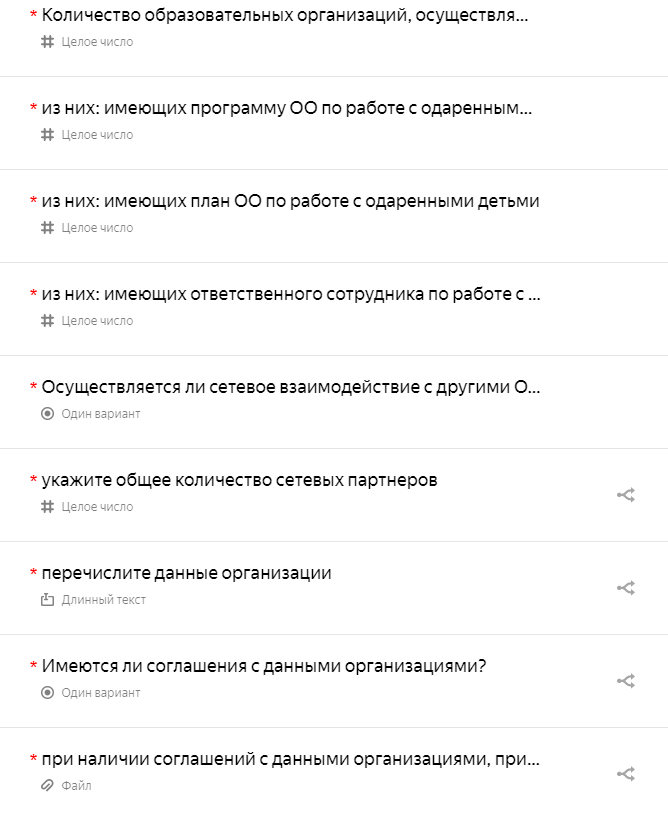 * Количество образовательных организаций, осуществля...
Целое число
* из них: имеющих программу ОО по работе с одаренным...
Целое число
* из них: имеющих план ОО по работе с одаренными детьми
Целое число
* из них: имеющих ответственного сотрудника по работе с ...
Целое число
* Осуществляется ли сетевое взаимодействие с другими О...
Один вариант
* укажите общее количество сетевых партнеров
Целое число
* перечислите данные организации
Длинный текст
* Имеются ли соглашения с данными организациями?
Один вариант
* при наличии соглашений с данными организациями, при...
Файл